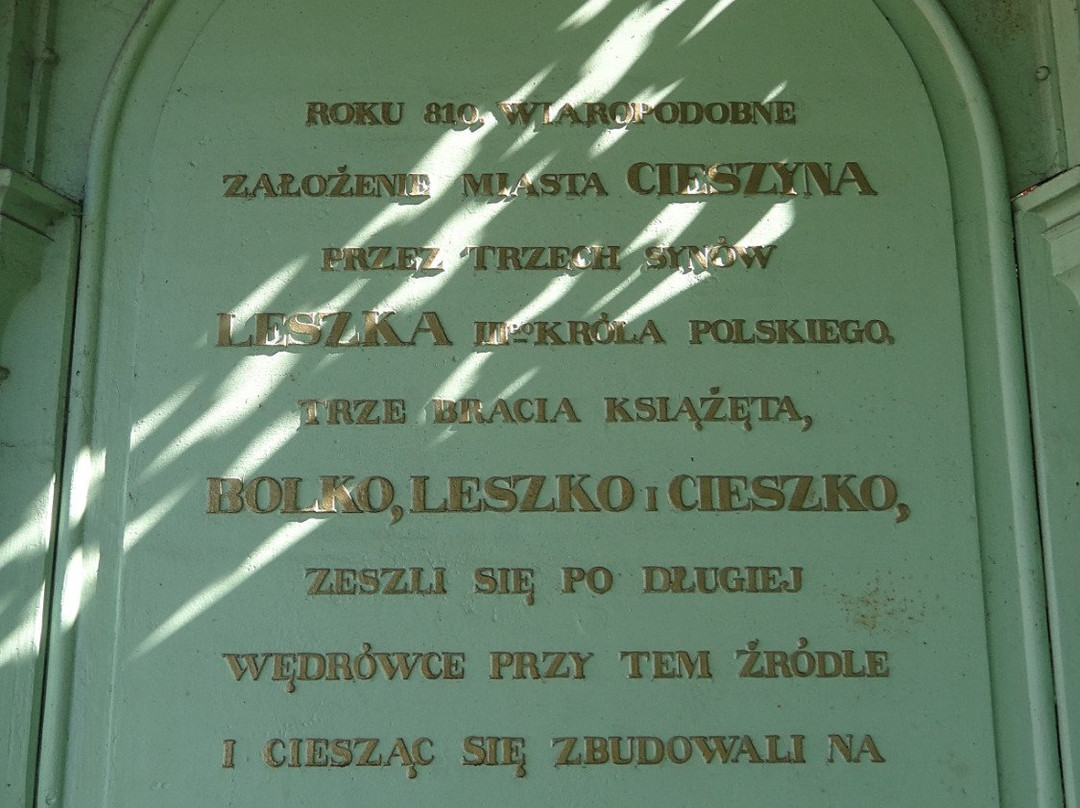 ROKU 810, WIAROPODOBNE
ZAŁOŻENIE MIASTA CIESZYNA
PRZEZ TRZECH SYNÓW
LESZKA III:GO KRÓLA POLSKIEGO,
TRZE BRACIA KSIĄŻĘTA,
BOLKO, LESZKO I CIESZKO,
ZESZLI SIĘ PO DŁUGIEJ
WĘDRÓWCE PRZY TEM ŹRÓDLE
I CIESZĄC SIĘ ZBUDOWALI NA